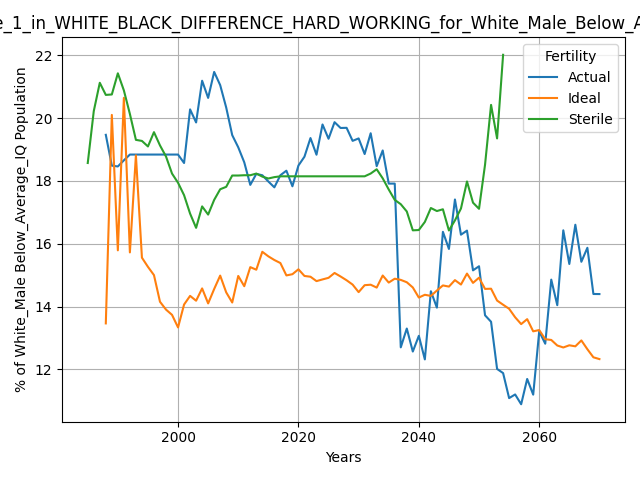 e_1_in_WHITE_BLACK_DIFFERENCE_HARD_WORKING_for_White_Male_Below_A
Fertility
Actual
Ideal
Sterile
% of White_Male Below_Average_IQ Population
22
20
18
16
14
12
2000
2020
2040
2060
Years